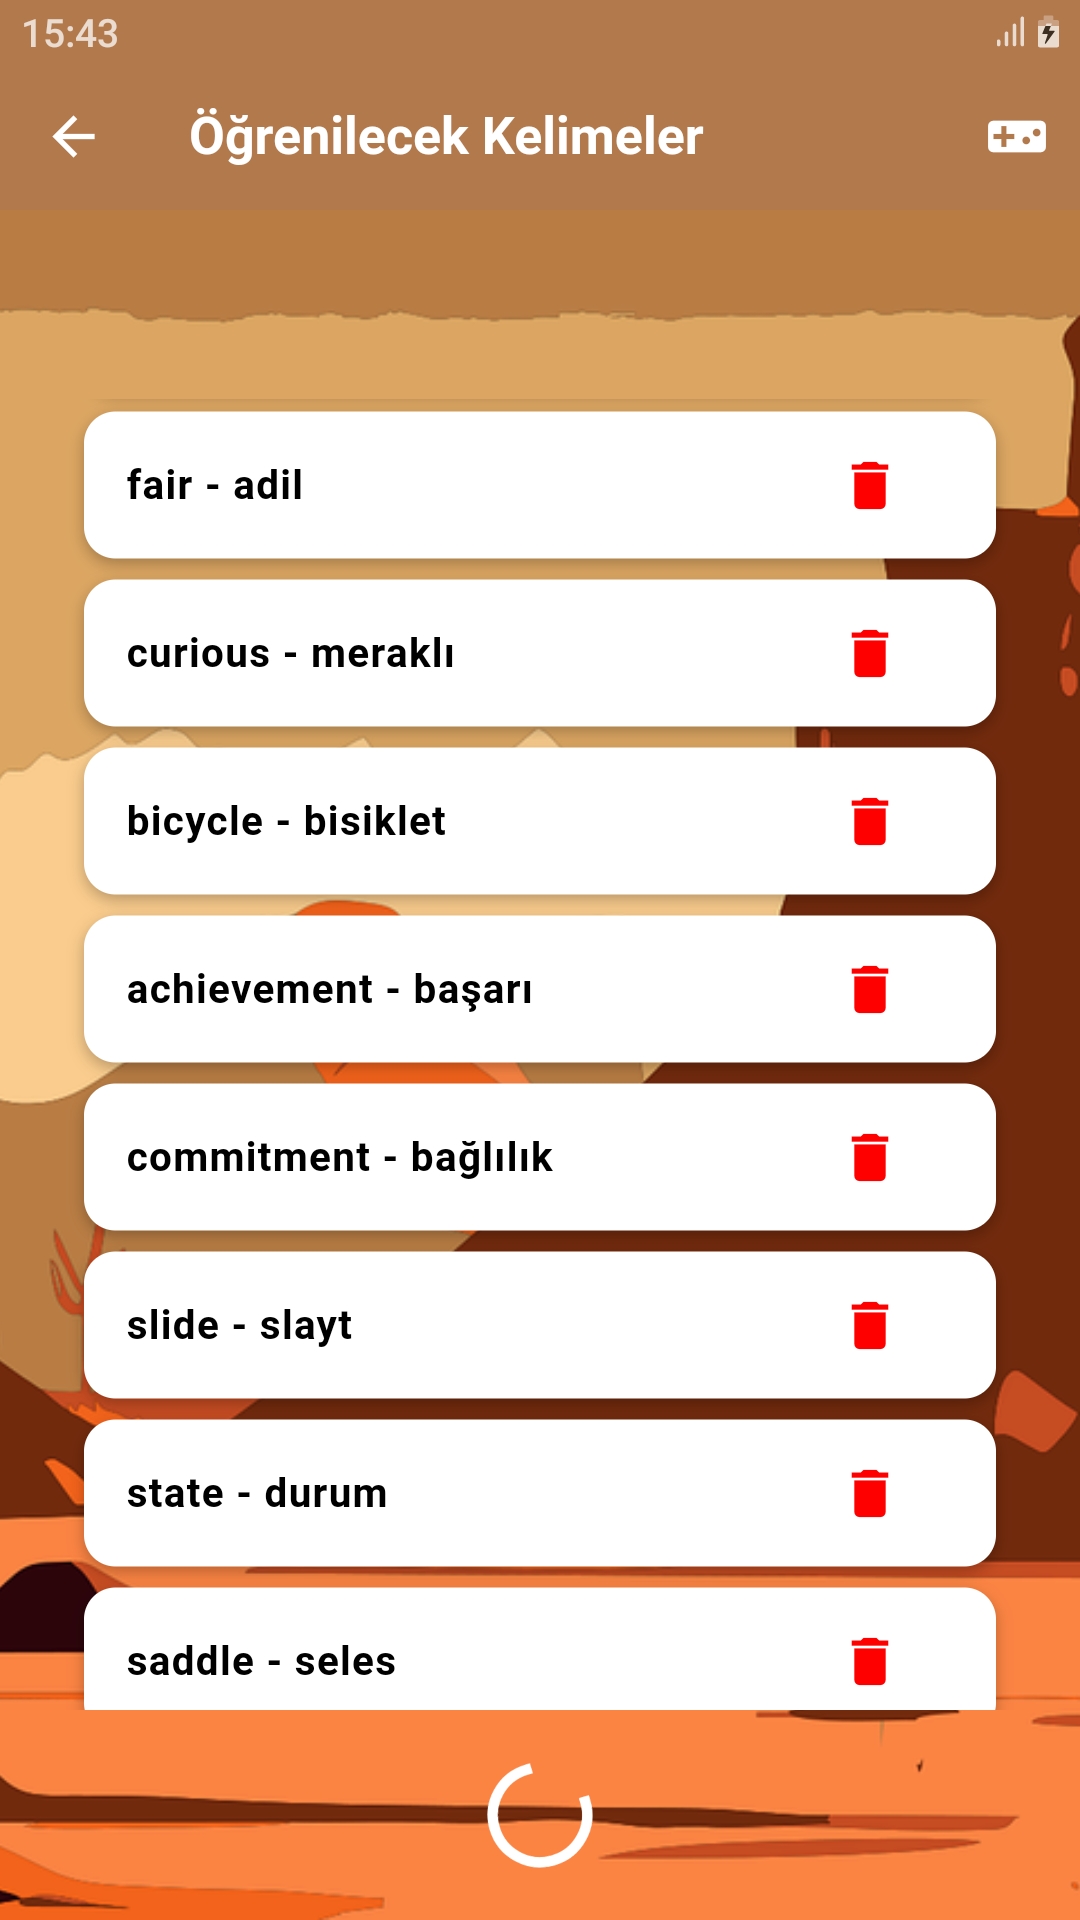 15:43
Öğrenilecek Kelimeler
fair - adil
curious - meraklı
bicycle - bisiklet
achievement - başarı
commitment - bağlılık
slide - slayt
state - durum
saddle - seles